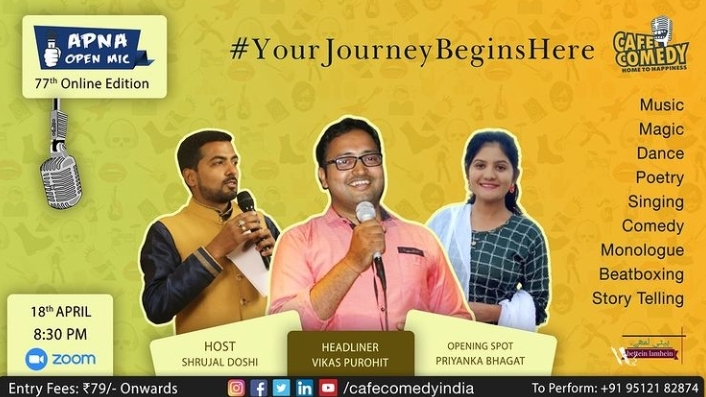 APNA
OPEN MIC
77th Online Edition
#YourJourneyBeginsHere
CAFE
COMEDY
HOME TO HAPPINESS
Music
Magic
Dance
Poetry
Singing
Comedy
Monologue
Beatboxing
Story Telling
18th APRIL
8:30 PM
zoom
HOST
SHRUJAL DOSHI
HEADLINER
VIKAS PUROHIT
OPENING SPOT
PRIYANKA BHAGAT
beetein lamhein
Entry Fees: ₹79/- Onwards
/cafecomedyindia
To Perform: +91 95121 82874